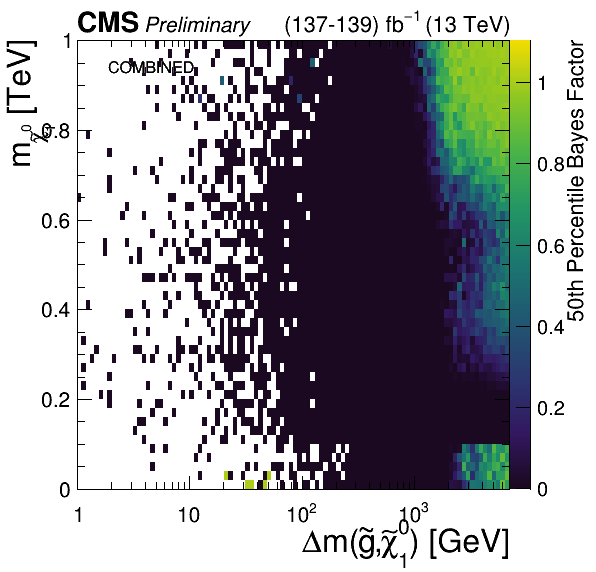 CMS Preliminary (137-139) fb⁻¹ (13 TeV)
COMBINED
m_χ̃₁⁰ [TeV]
1
0.8
0.6
0.4
0.2
0
1 10 10² 10³
Δm(g̃,χ̃₁⁰) [GeV]
1
0.8
0.6
0.4
0.2
0
50th Percentile Bayes Factor